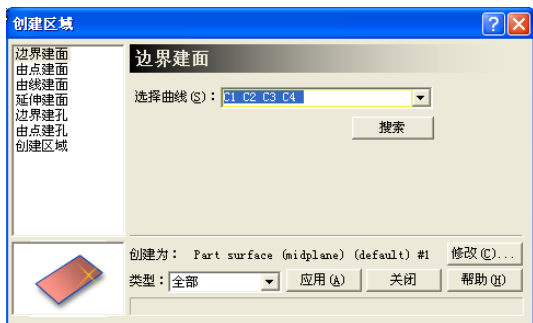 创建区域
边界建面
由点建面
由线建面
延伸建面
边界建孔
由点建孔
创建区域
边界建面
选择曲线(S)： C1 C2 C3 C4
搜索
创建为： Part surface (midplane) (default) #1 修改(C)...
类型： 全部 应用(A) 关闭 帮助(H)